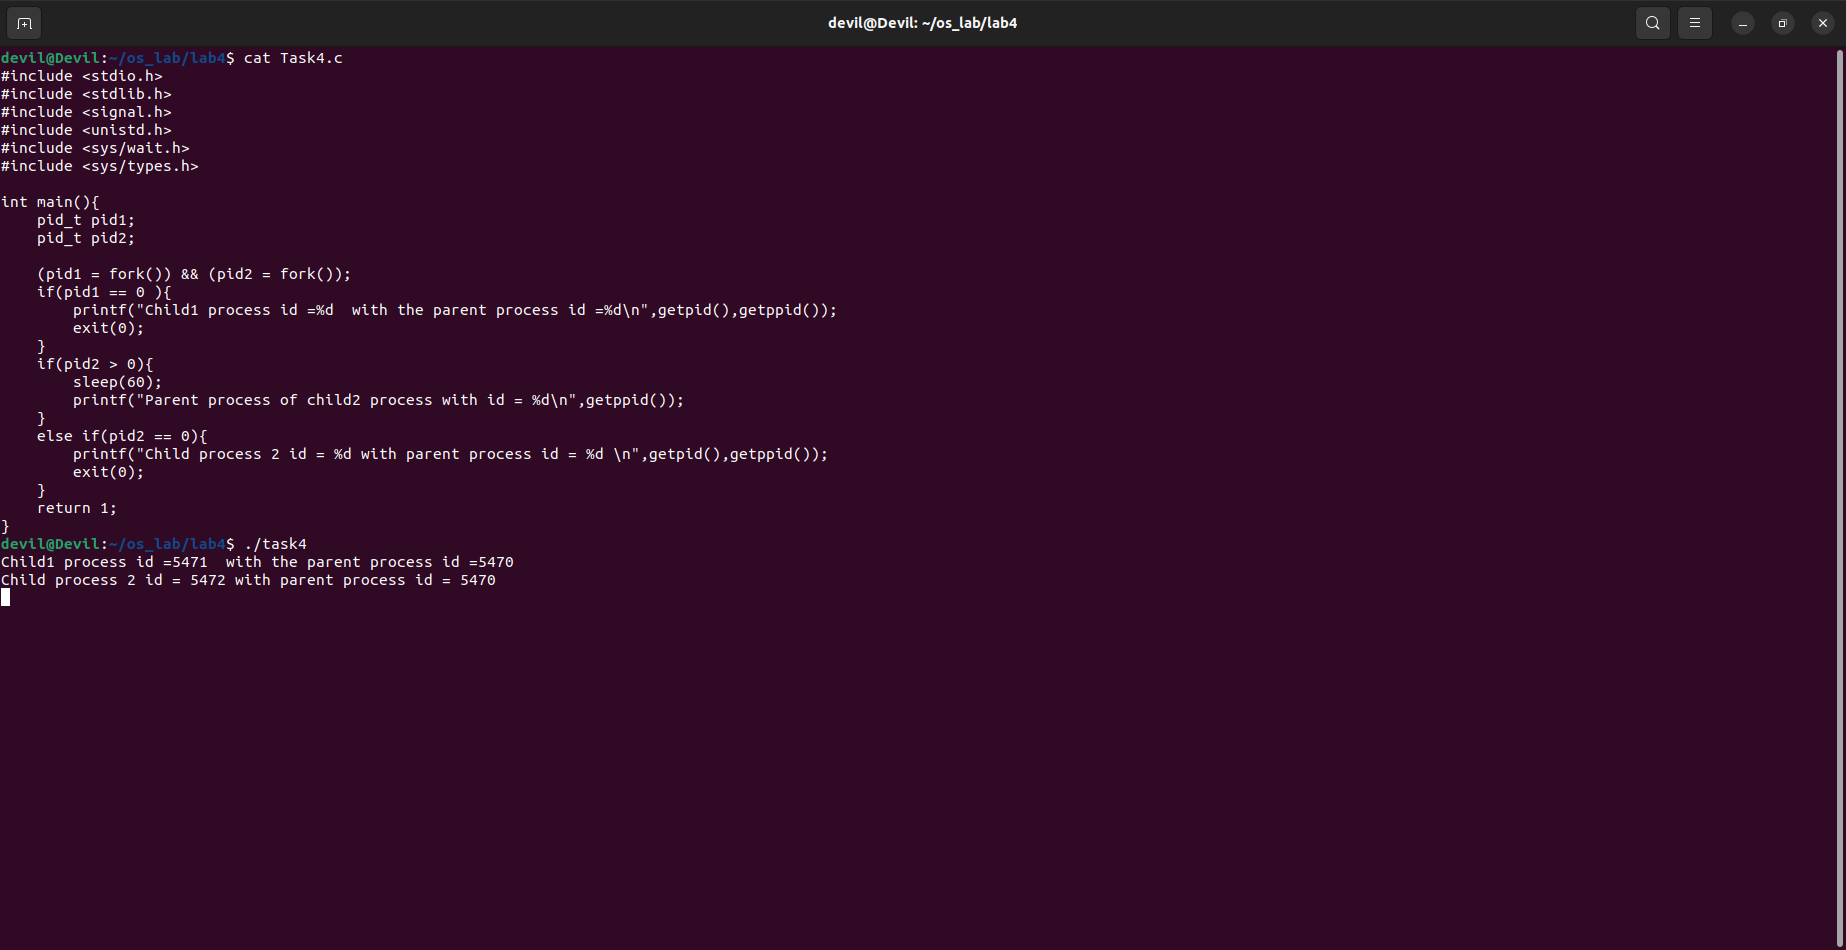 devil@Devil: ~/os_lab/lab4
devil@Devil:~/os_lab/lab4$ cat Task4.c
#include <stdio.h>
#include <stdlib.h>
#include <signal.h>
#include <unistd.h>
#include <sys/wait.h>
#include <sys/types.h>

int main(){
    pid_t pid1;
    pid_t pid2;

    (pid1 = fork()) && (pid2 = fork());
    if(pid1 == 0 ){
        printf("Child1 process id =%d  with the parent process id =%d\n",getpid(),getppid());
        exit(0);
    }
    if(pid2 > 0){
        sleep(60);
        printf("Parent process of child2 process with id = %d\n",getppid());
    }
    else if(pid2 == 0){
        printf("Child process 2 id = %d with parent process id = %d \n",getpid(),getppid());
        exit(0);
    }
    return 1;
}
devil@Devil:~/os_lab/lab4$ ./task4
Child1 process id =5471  with the parent process id =5470
Child process 2 id = 5472 with parent process id = 5470